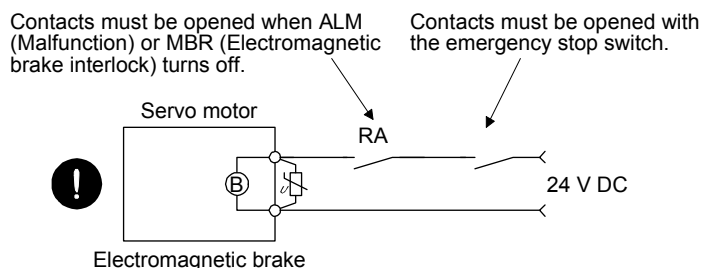 Contacts must be opened when ALM
(Malfunction) or MBR (Electromagnetic
brake interlock) turns off.
Contacts must be opened with
the emergency stop switch.
Servo motor
RA
B
U
24 V DC
Electromagnetic brake